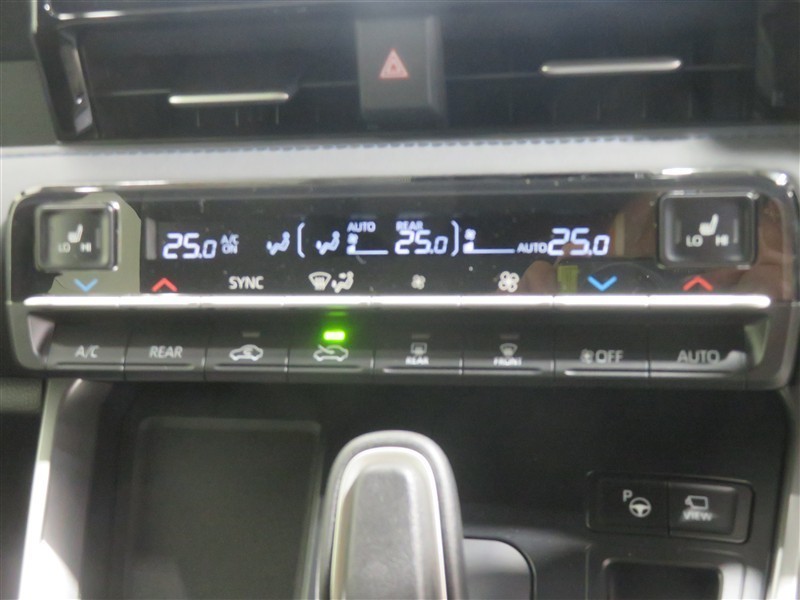 LO HI
25.0 A/C ON
AUTO
REAR
25.0
AUTO 25.0
LO HI
SYNC
A/C REAR REAR FRONT OFF AUTO
P VIEW